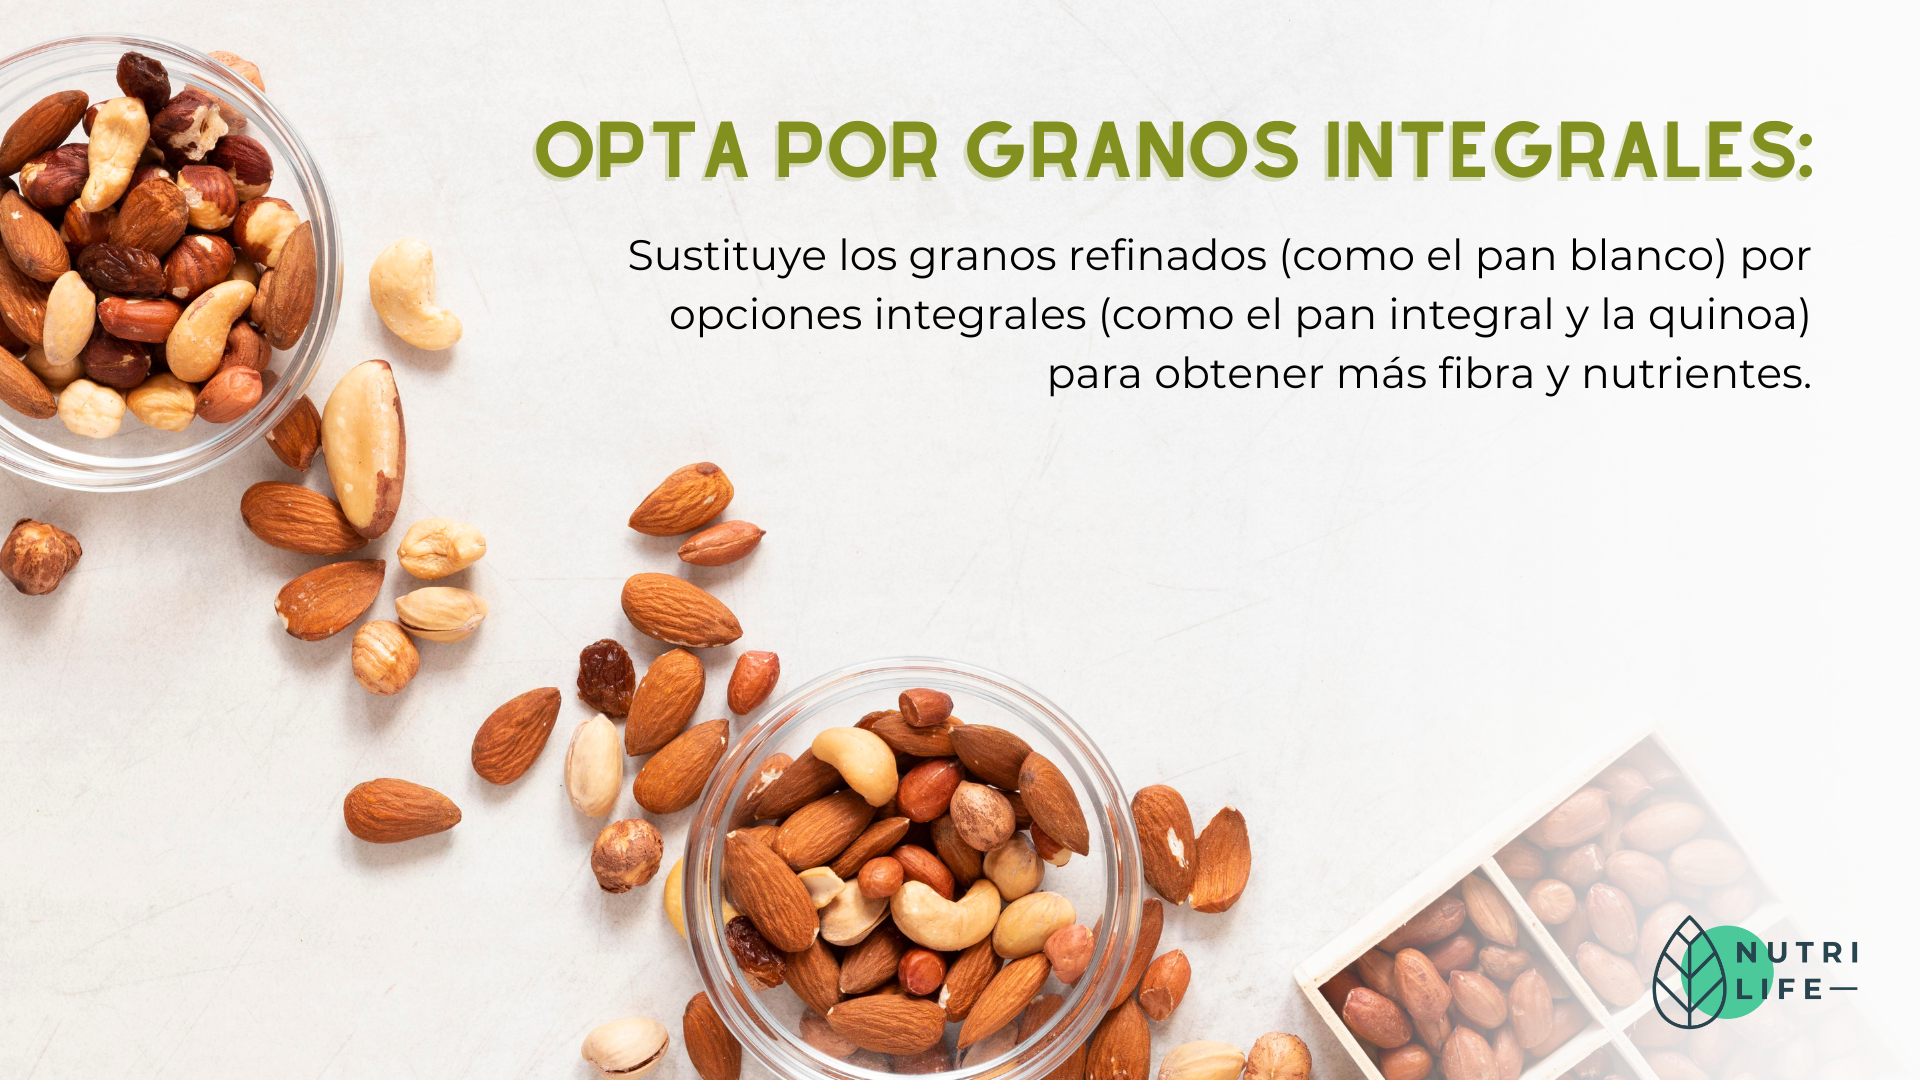 OPTA POR GRANOS INTEGRALES:
Sustituye los granos refinados (como el pan blanco) por
opciones integrales (como el pan integral y la quinoa)
para obtener más fibra y nutrientes.
NUTRI
LIFE